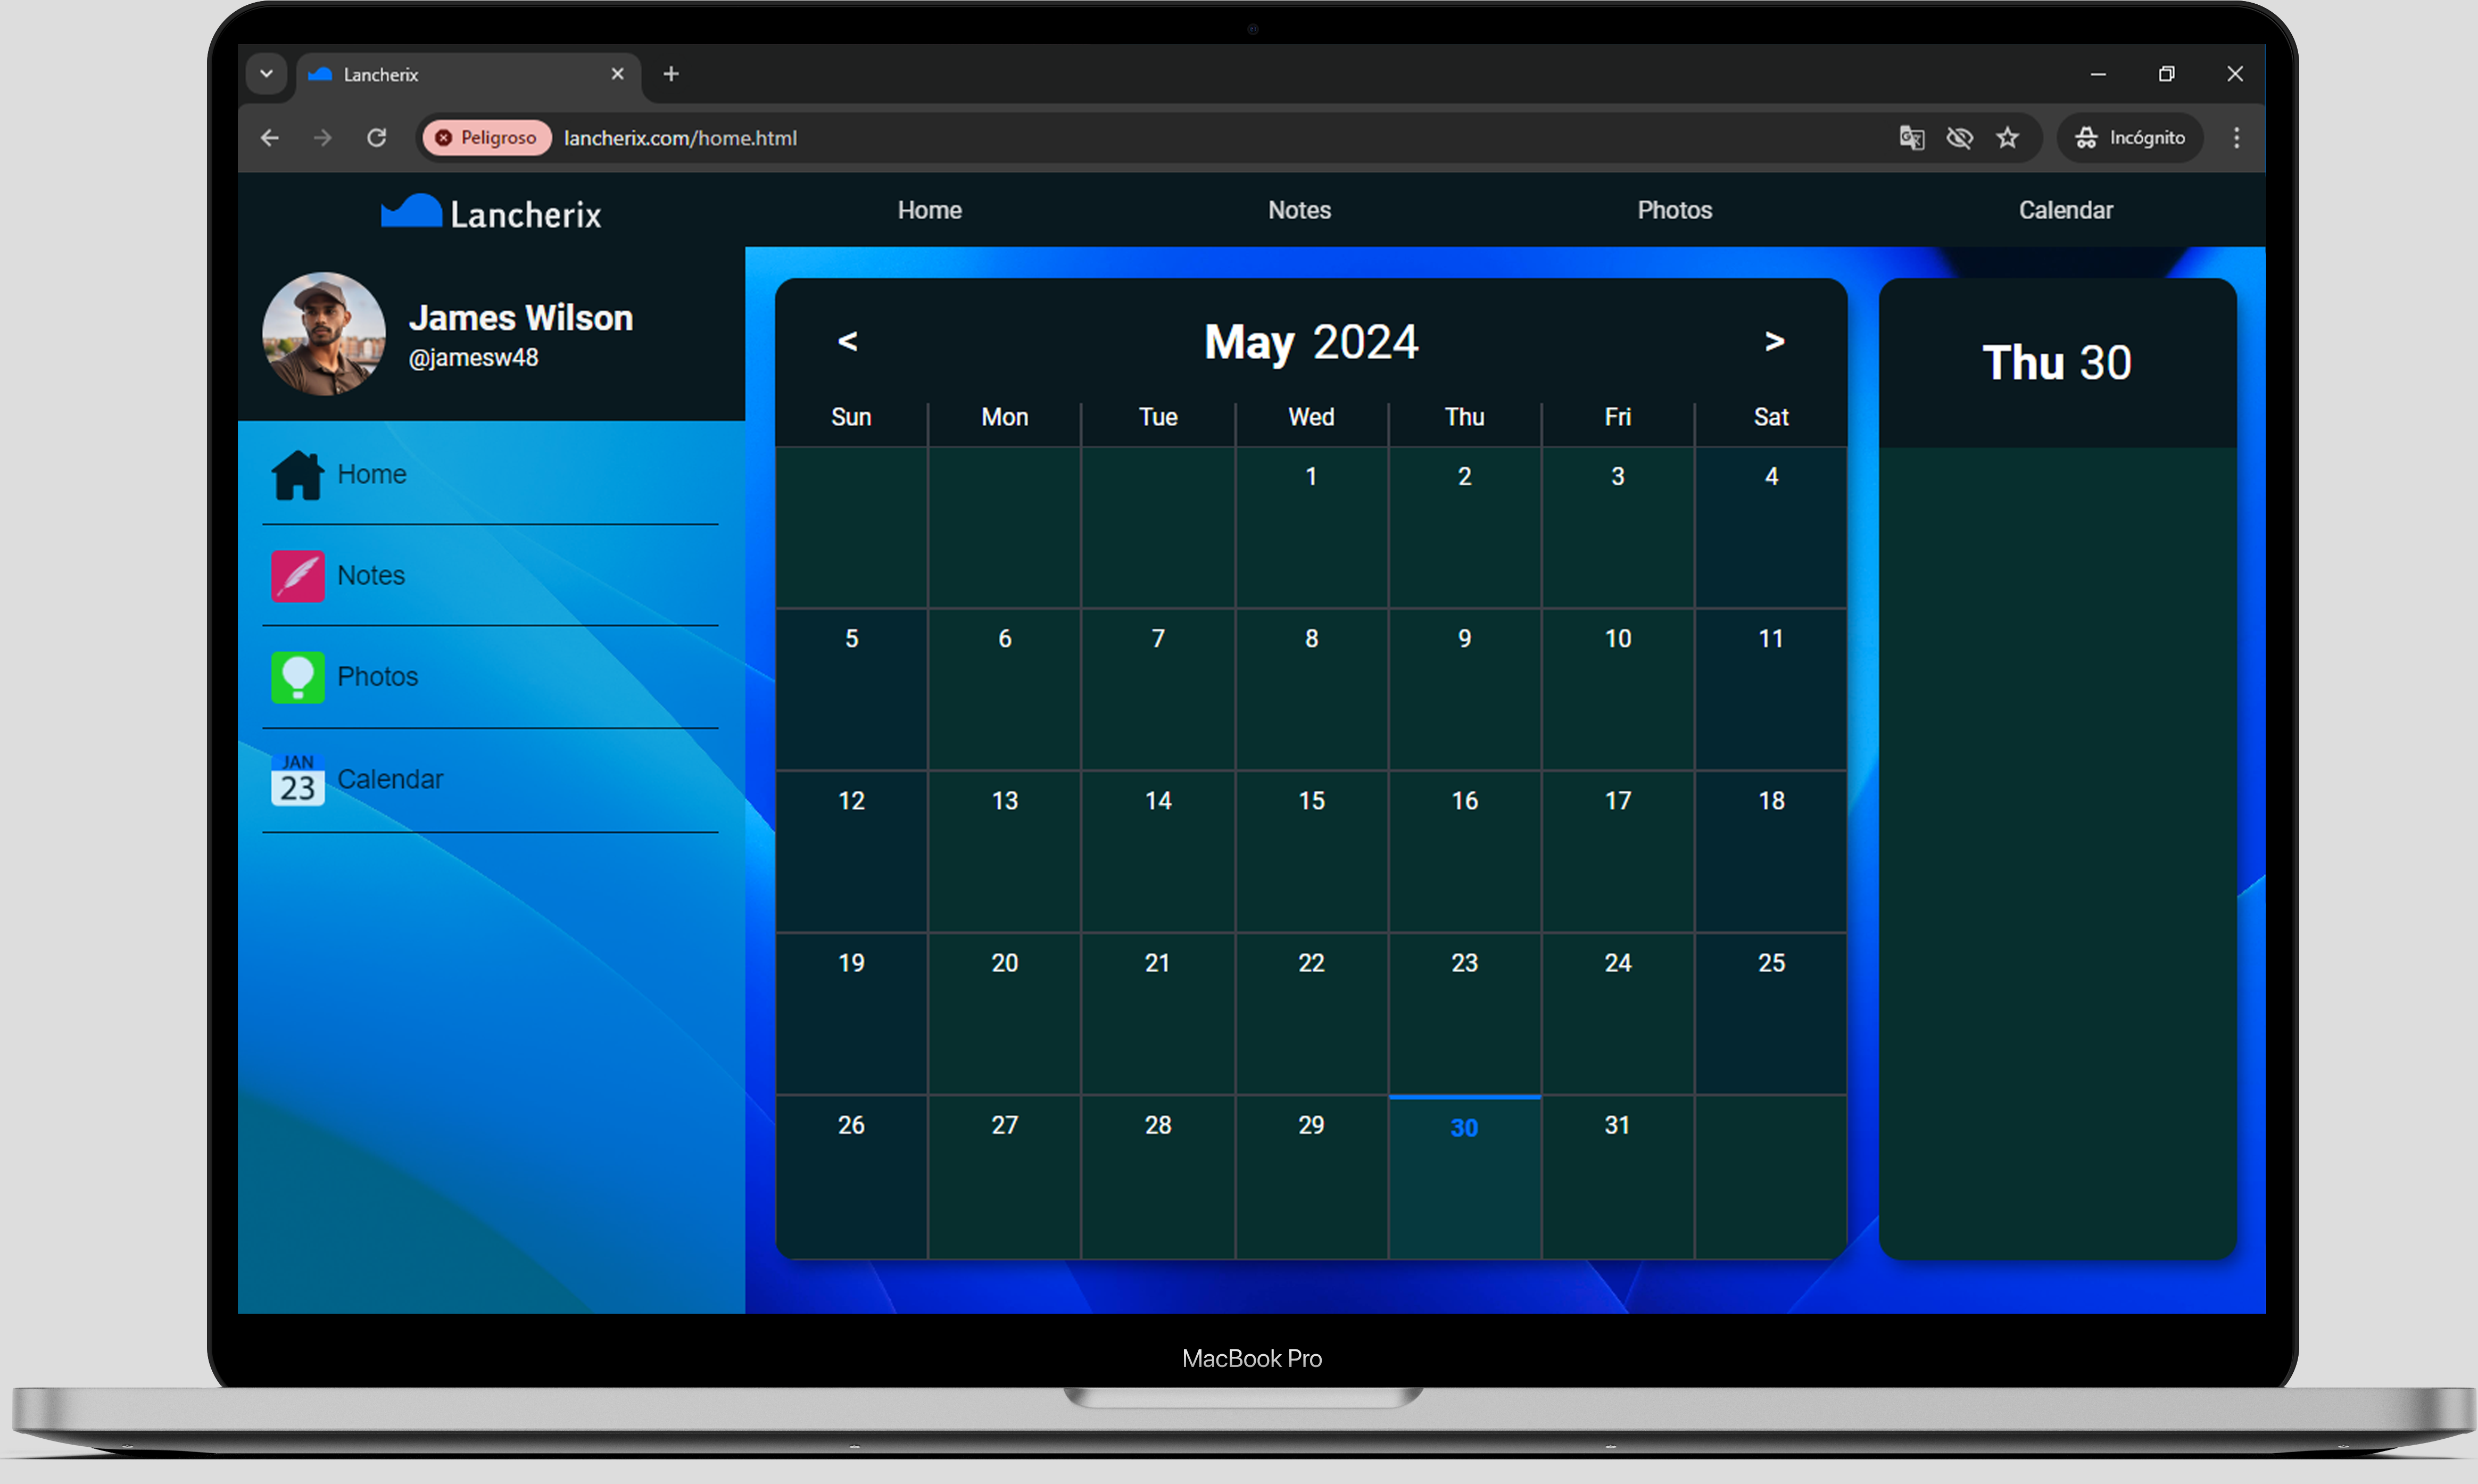 Lancherix
Peligroso lancherix.com/home.html Incógnito
Lancherix Home Notes Photos Calendar
James Wilson
@jamesw48
Home
Notes
Photos
JAN
23
Calendar
< May 2024 >
Sun Mon Tue Wed Thu Fri Sat
1 2 3 4
5 6 7 8 9 10 11
12 13 14 15 16 17 18
19 20 21 22 23 24 25
26 27 28 29 30 31
Thu 30
MacBook Pro